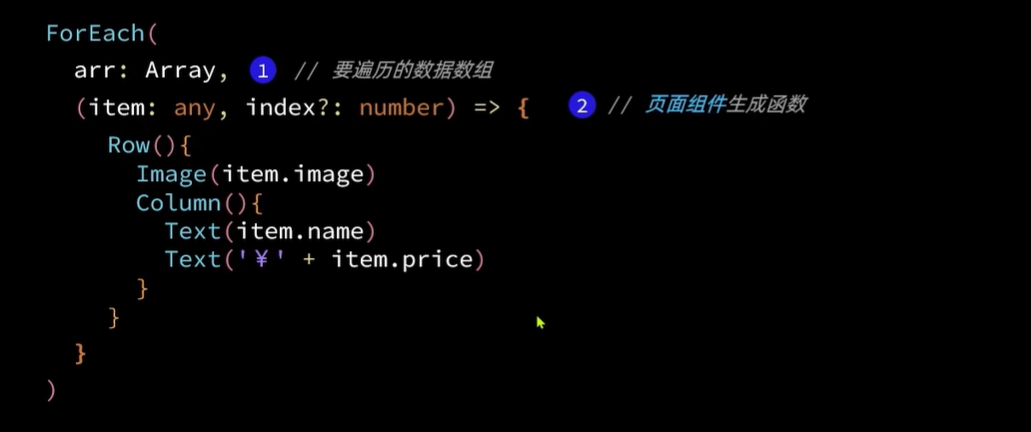 ForEach(
arr: Array, 1 // 要遍历的数据数组
(item: any, index?: number) => { 2 // 页面组件生成函数
Row(){
Image(item.image)
Column(){
Text(item.name)
Text('¥' + item.price)
}
}
}
)